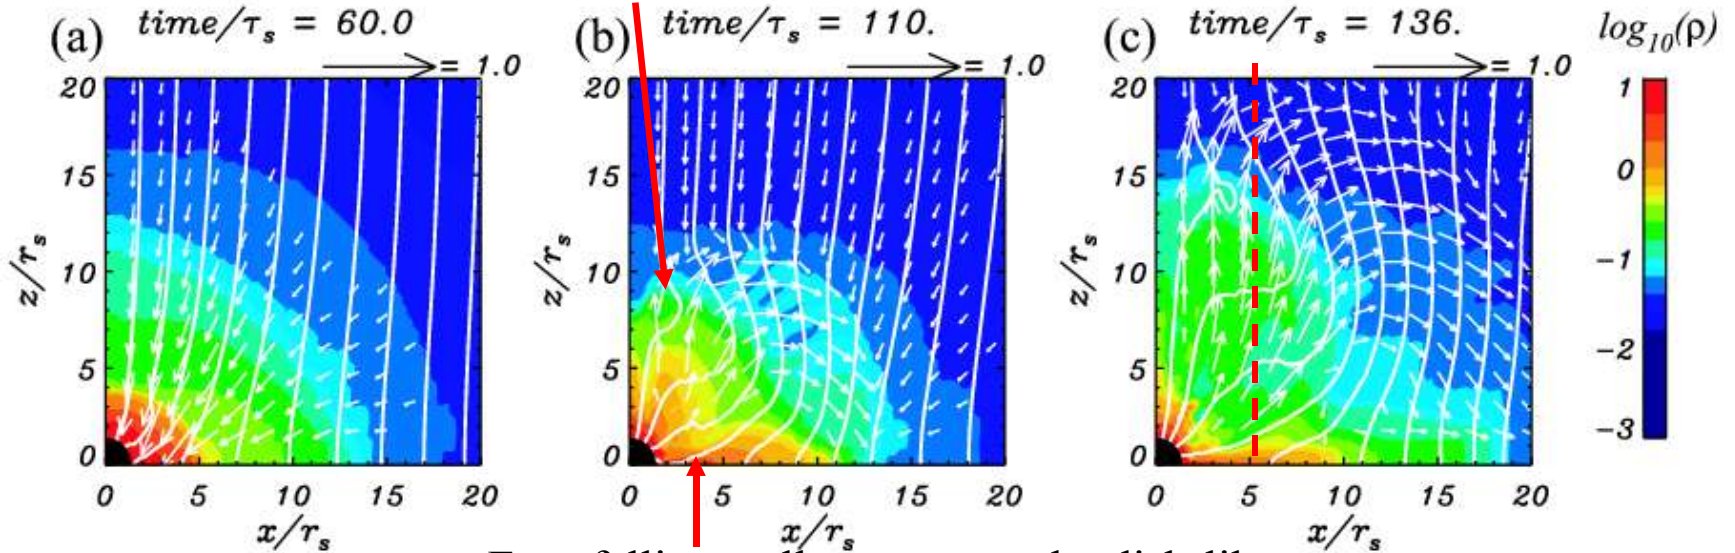 (a) time/τs = 60.0
= 1.0
20
15
10
5
0
z/rs
0 5 10 15 20
x/rs
(b) time/τs = 110.
= 1.0
20
15
10
5
0
z/rs
0 5 10 15 20
x/rs
(c) time/τs = 136.
= 1.0
20
15
10
5
0
z/rs
0 5 10 15 20
x/rs
log10(ρ)
1
0
−1
−2
−3